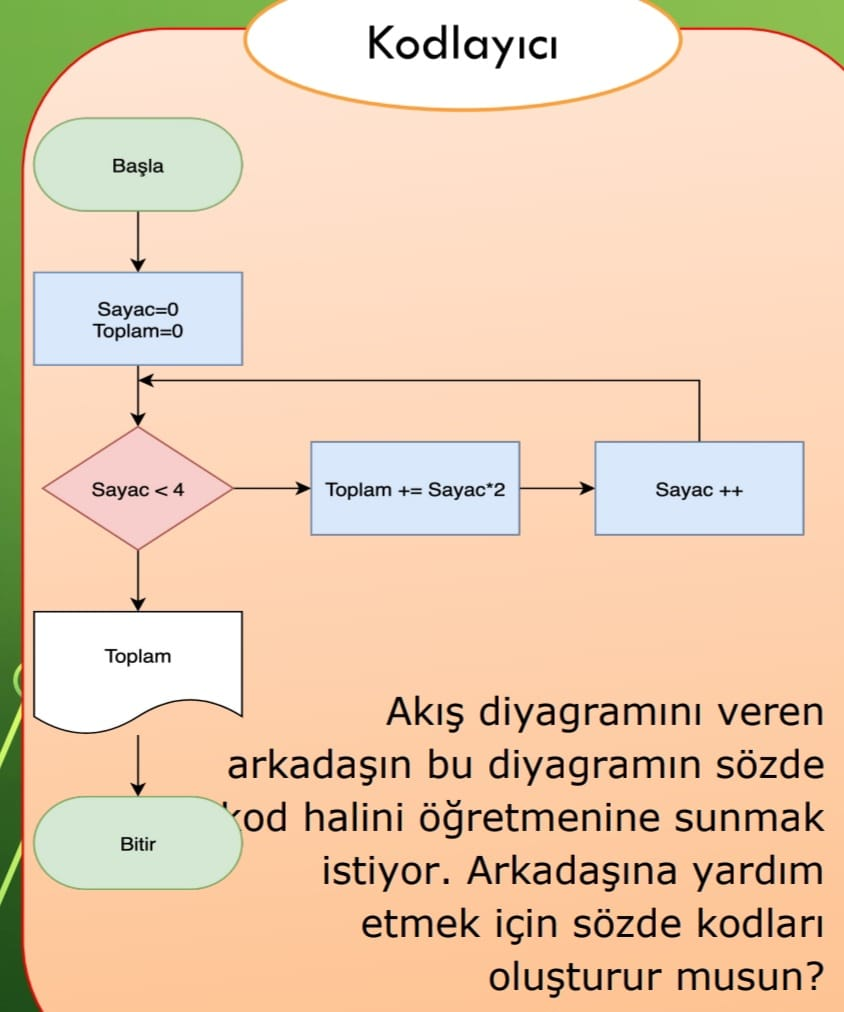 Kodlayıcı
Başla
Sayac=0
Toplam=0
Sayac < 4
Toplam += Sayac*2
Sayac ++
Toplam
Bitir
Akış diyagramını veren
arkadaşın bu diyagramın sözde
kod halini öğretmenine sunmak
istiyor. Arkadaşına yardım
etmek için sözde kodları
oluşturur musun?